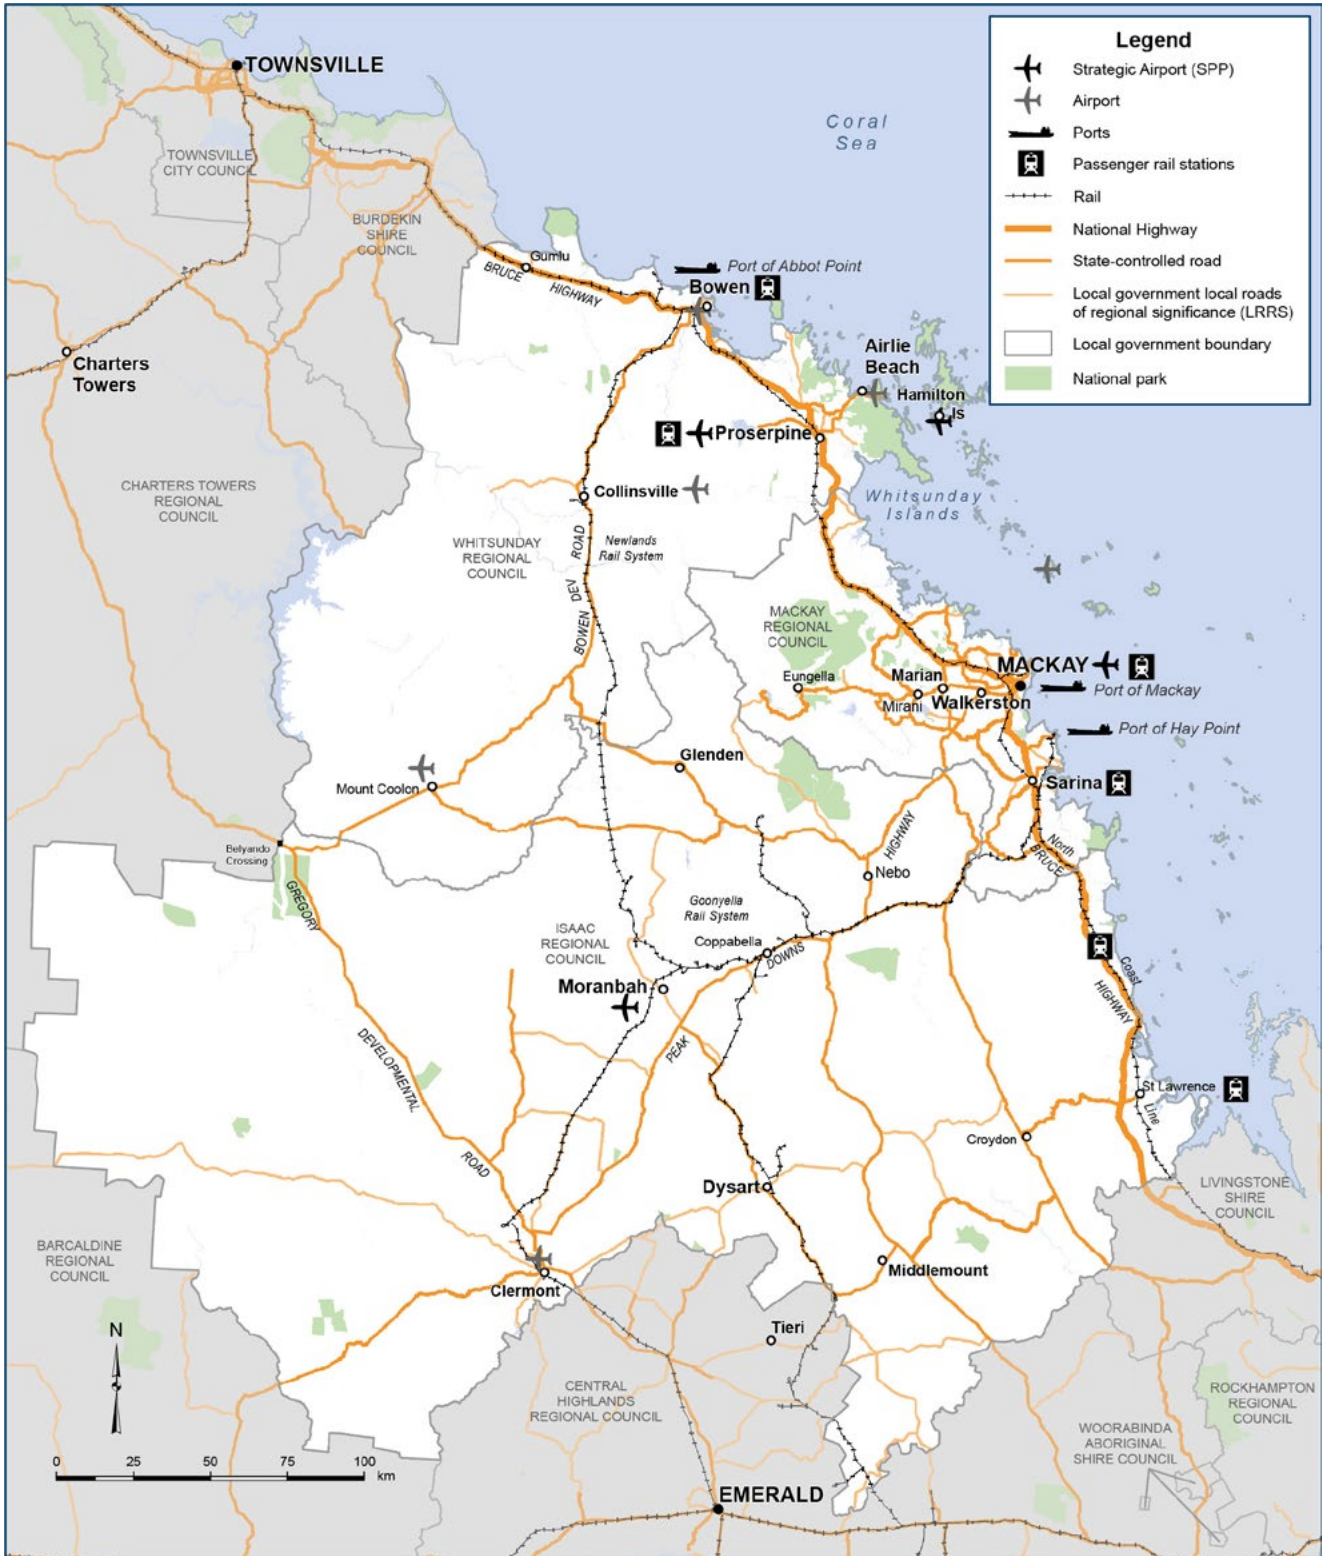 TOWNSVILLE
Coral
Sea
TOWNSVILLE
CITY COUNCIL
BURDEKIN
SHIRE
COUNCIL
Legend
Strategic Airport (SPP)
Airport
Ports
Passenger rail stations
Rail
National Highway
State-controlled road
Local government local roads
of regional significance (LRRS)
Local government boundary
National park
Gumlu
BRUCE
HIGHWAY
Port of Abbot Point
Bowen
Charters
Towers
Airlie
Beach
Hamilton
Is
Proserpine
CHARTERS TOWERS
REGIONAL
COUNCIL
Collinsville
Whitsunday
Islands
WHITSUNDAY
REGIONAL
COUNCIL
Newlands
Rail System
BOWEN DEV ROAD
MACKAY
REGIONAL
COUNCIL
MACKAY
Port of Mackay
Eungella
Marian
Mirani
Walkerston
Port of Hay Point
Glenden
Mount Coolon
Sarina
Belyando
Crossing
HIGHWAY
Nebo
North
BRUCE
GREGORY
Goonyella
Rail System
ISAAC
REGIONAL
COUNCIL
Coppabella
DOWNS
Coast
HIGHWAY
Moranbah
PEAK
DEVELOPMENTAL
St Lawrence
Line
Croydon
ROAD
Dysart
LIVINGSTONE
SHIRE
COUNCIL
BARCALDINE
REGIONAL
COUNCIL
Middlemount
Clermont
N
Tieri
CENTRAL
HIGHLANDS
REGIONAL COUNCIL
ROCKHAMPTON
REGIONAL
COUNCIL
WOORABINDA
ABORIGINAL
SHIRE COUNCIL
0 25 50 75 100
km
EMERALD